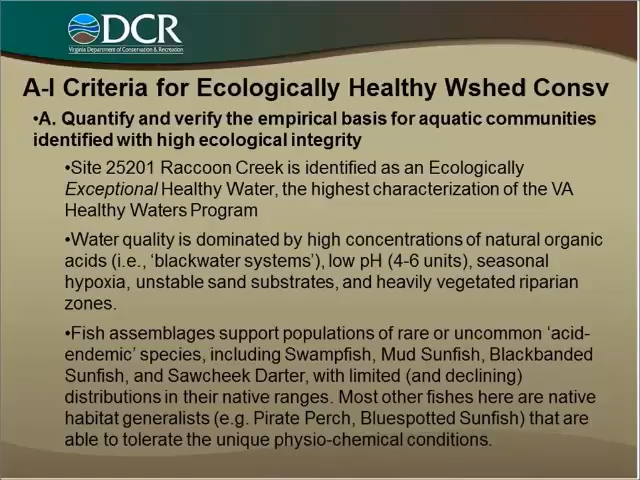 DCR
Virginia Department of Conservation & Recreation
A-I Criteria for Ecologically Healthy Wshed Consv
•A. Quantify and verify the empirical basis for aquatic communities
identified with high ecological integrity
•Site 25201 Raccoon Creek is identified as an Ecologically
Exceptional Healthy Water, the highest characterization of the VA
Healthy Waters Program
•Water quality is dominated by high concentrations of natural organic
acids (i.e., ‘blackwater systems’), low pH (4-6 units), seasonal
hypoxia, unstable sand substrates, and heavily vegetated riparian
zones.
•Fish assemblages support populations of rare or uncommon ‘acid-
endemic’ species, including Swampfish, Mud Sunfish, Blackbanded
Sunfish, and Sawcheek Darter, with limited (and declining)
distributions in their native ranges. Most other fishes here are native
habitat generalists (e.g. Pirate Perch, Bluespotted Sunfish) that are
able to tolerate the unique physio-chemical conditions.